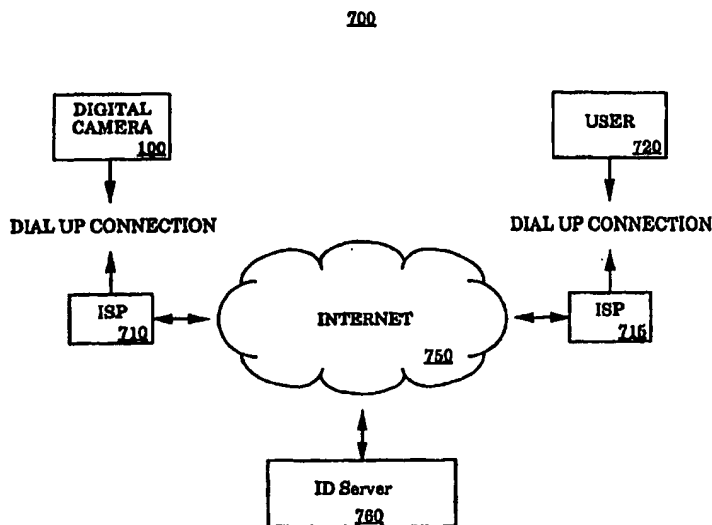 700
DIGITAL
CAMERA
100
USER
720
DIAL UP CONNECTION
DIAL UP CONNECTION
ISP
710
INTERNET
750
ISP
715
ID Server
760